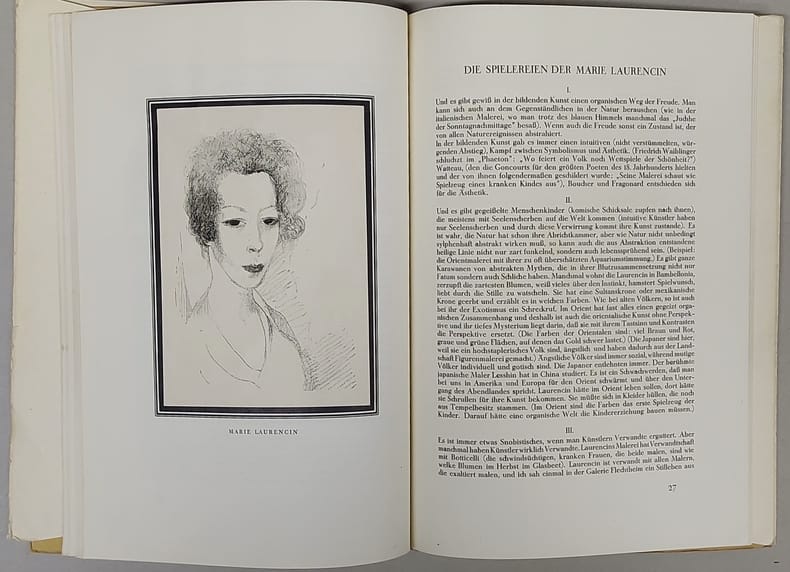 MARIE LAURENCIN
DIE SPIELEREIEN DER MARIE LAURENCIN
I.
Und es gibt gewiß in der bildenden Kunst einen organischen Weg der Freude. Man
kann sich auch an dem Gegenständlichen in der Natur berauschen (wie in der
italienischen Malerei, wo man trotz des blauen Himmels manchmal das „Judhe
der Sonntagnachmittage“ besaß). Wenn auch die Freude sonst ein Zustand ist, der
von allen Naturereignissen abstrahiert.
In der bildenden Kunst gab es immer einen intuitiven (nicht verstümmelten, wür-
genden Abstieg), Kampf zwischen Symbolismus und Ästhetik. (Friedrich Waiblinger
schluchzt im „Phaeton“: „Wo feiert ein Volk noch Wettspiele der Schönheit?“)
Watteau, (den die Goncourts für den größten Poeten des 18. Jahrhunderts hielten
und der von ihnen folgendermaßen geschildert wurde: „Seine Malerei schaut wie
Spielzeug eines kranken Kindes aus“), Boucher und Fragonard entschieden sich
für die Ästhetik.
II.
Und es gibt gegeißelte Menschenkinder (komische Schicksale zupfen nach ihnen),
die meistens mit Seelenscherben auf die Welt kommen (intuitive Künstler haben
nur Seelenscherben und durch diese Verwirrung kommt ihre Kunst zustande). Es
ist wahr, die Natur hat schon ihre Abrichtkammer, aber wie Natur nicht unbedingt
sylphenhaft abstrakt wirken muß, so kann auch die aus Abstraktion entstandene
heilige Linie nicht nur zart funkelnd, sondern auch lebenssprühend sein. (Beispiel:
die Orientmalerei mit ihrer zu oft überschätzten Aquariumstimmung.) Es gibt ganze
Karawanen von abstrakten Mythen, die in ihrer Blutzusammensetzung nicht nur
Fatum sondern auch Schliche haben. Manchmal wohnt die Laurencin in Bambellonia,
zerzupft die zartesten Blumen, weiß vieles über den Instinkt, hamstert Spielwunsch,
liebt durch die Stille zu watscheln. Sie hat eine Sultanskrone oder mexikanische
Krone geerbt und erzählt es in weichen Farben. Wie bei alten Völkern, so ist auch
bei ihr der Exotismus ein Schreckruf. Im Orient hat fast alles einen gegeizt orga-
nischen Zusammenhang und deshalb ist auch die orientalische Kunst ohne Perspek-
tive und ihr tiefes Mysterium liegt darin, daß sie mit ihrem Tastsinn und Kontrasten
die Perspektive ersetzt. (Die Farben der Orientalen sind: viel Braun und Rot,
graue und grüne Flächen, auf denen das Gold schwer lastet.) (Die Japaner sind hier,
weil sie ein hochstaplerisches Volk sind, ängstlich und haben dadurch aus der Land-
schaft Figurenmalerei gemacht.) Ängstliche Völker sind immer sozial, während mutige
Völker individuell und gotisch sind. Die Japaner entlehnten immer. Der berühmte
japanische Maler Lesshin hat in China studiert. Es ist ein Schwachwerden, daß man
bei uns in Amerika und Europa für den Orient schwärmt und über den Unter-
gang des Abendlandes spricht. Laurencin hätte im Orient leben sollen, dort hätte
sie Schrullen für ihre Kunst bekommen. Sie müßte sich in Kleider hüllen, die noch
aus Tempelbesitz stammen. (Im Orient sind die Farben das erste Spielzeug der
Kinder. Darauf hätte eine organische Welt die Kindererziehung bauen müssen.)
III.
Es ist immer etwas Snobistisches, wenn man Künstlern Verwandte ergattert. Aber
manchmal haben Künstler wirklich Verwandte. Laurencins Malerei hat Verwandtschaft
mit Botticelli (die schwindsüchtigen, kranken Frauen, die beide malen, sind wie
welke Blumen im Herbst im Glasbeet). Laurencin ist verwandt mit allen Malern,
die exaltiert malen, und ich sah einmal in der Galerie Flechtheim ein Stilleben aus
27